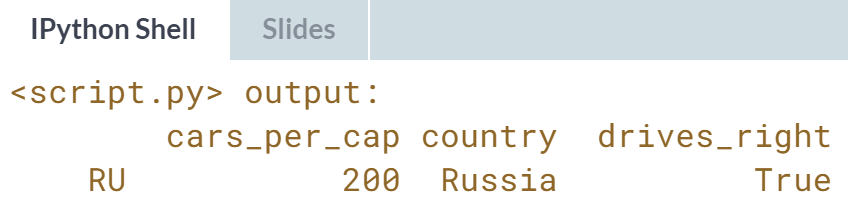 IPython Shell Slides
<script.py> output:
cars_per_cap country drives_right
RU 200 Russia True